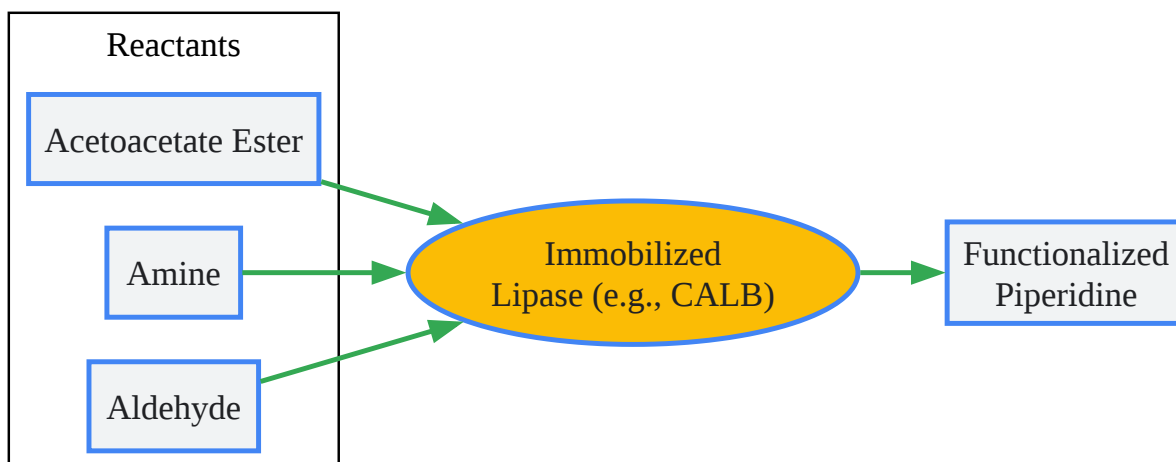 Reactants
Acetoacetate Ester
Amine
Aldehyde
Immobilized
Lipase (e.g., CALB)
Functionalized
Piperidine